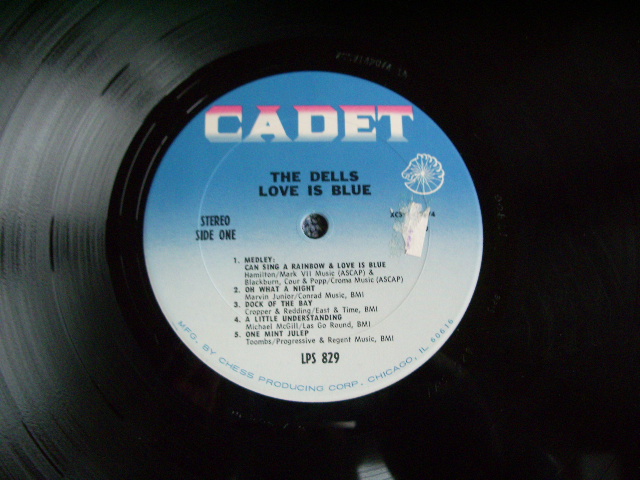 CADET
THE DELLS
LOVE IS BLUE
STEREO
SIDE ONE
1. MEDLEY:
CAN SING A RAINBOW & LOVE IS BLUE
Hamilton/Mark VII Music (ASCAP) &
Blackburn, Cour & Popp/Croma Music (ASCAP)
2. OH WHAT A NIGHT
Marvin Junior/Conrad Music, BMI
3. DOCK OF THE BAY
Cropper & Redding/East & Time, BMI
4. A LITTLE UNDERSTANDING
Michael McGill/Las Go Round, BMI
5. ONE MINT JULEP
Toombs/Progressive & Regent Music, BMI
LPS 829
MFG. BY CHESS PRODUCING CORP. CHICAGO, IL 60616